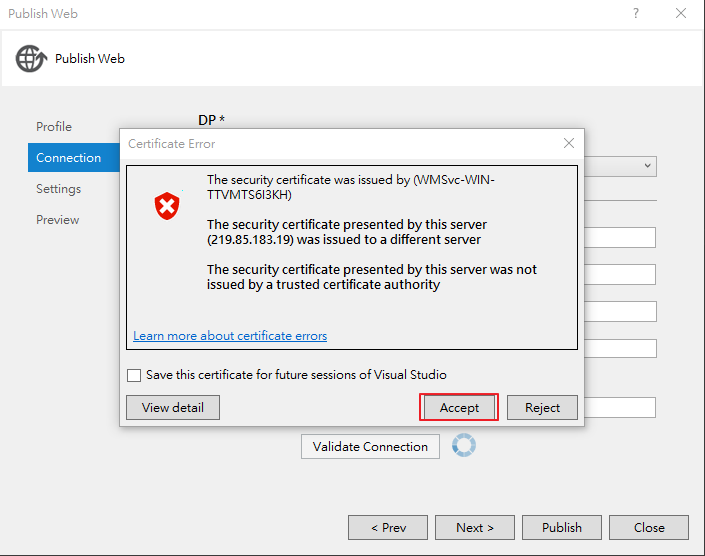 Publish Web
?
Publish Web
DP *
Profile
Connection
Settings
Preview
Certificate Error
The security certificate was issued by (WMSvc-WIN-
TTVMTS6I3KH)
The security certificate presented by this server
(219.85.183.19) was issued to a different server
The security certificate presented by this server was not
issued by a trusted certificate authority
Learn more about certificate errors
Save this certificate for future sessions of Visual Studio
View detail
Accept
Reject
Validate Connection
< Prev
Next >
Publish
Close